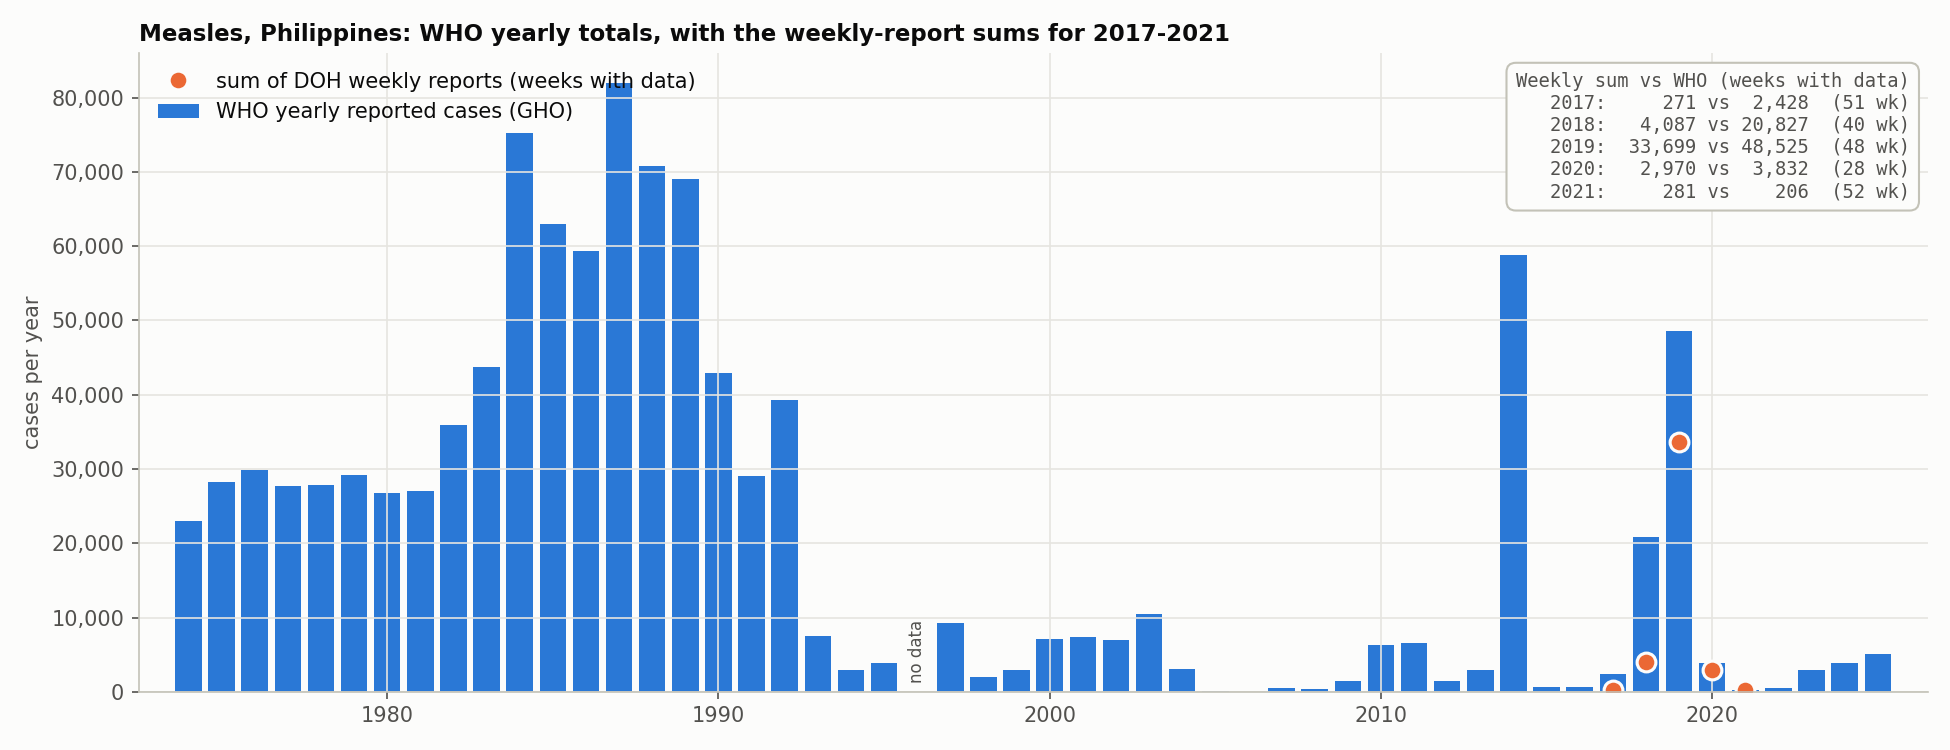 Measles, Philippines: WHO yearly totals, with the weekly-report sums for 2017-2021
sum of DOH weekly reports (weeks with data)
WHO yearly reported cases (GHO)
Weekly sum vs WHO (weeks with data)
2017: 271 vs 2,428 (51 wk)
2018: 4,087 vs 20,827 (40 wk)
2019: 33,699 vs 48,525 (48 wk)
2020: 2,970 vs 3,832 (28 wk)
2021: 281 vs 206 (52 wk)
cases per year
80,000
70,000
60,000
50,000
40,000
30,000
20,000
10,000
0
no data
1980 1990 2000 2010 2020